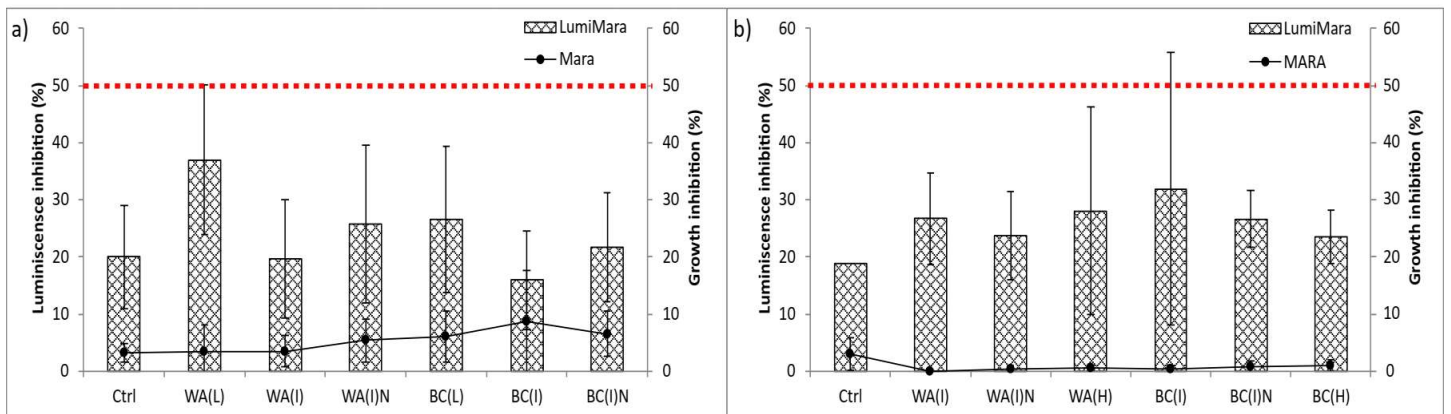 a)
LumiMara
Mara
Luminiscensce inhibition (%)
60
50
40
30
20
10
0
Growth inhibition (%)
60
50
40
30
20
10
0
Ctrl WA(L) WA(I) WA(I)N BC(L) BC(I) BC(I)N
b)
LumiMara
MARA
Luminiscensce inhibition (%)
60
50
40
30
20
10
0
Growth inhibition (%)
60
50
40
30
20
10
0
Ctrl WA(I) WA(I)N WA(H) BC(I) BC(I)N BC(H)